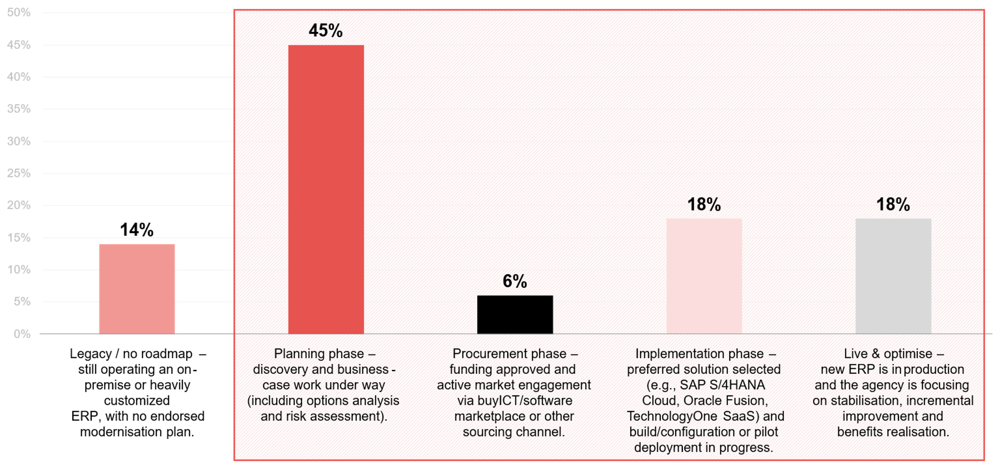 50%
45%
40%
35%
30%
25%
20%
15%
10%
5%
0%
14%
45%
6%
18%
18%
Legacy / no roadmap –
still operating an on-
premise or heavily
customized
ERP, with no endorsed
modernisation plan.
Planning phase –
discovery and business-
case work under way
(including options analysis
and risk assessment).
Procurement phase –
funding approved and
active market engagement
via buyICT/software
marketplace or other
sourcing channel.
Implementation phase –
preferred solution selected
(e.g., SAP S/4HANA
Cloud, Oracle Fusion,
TechnologyOne SaaS) and
build/configuration or pilot
deployment in progress.
Live & optimise –
new ERP is in production
and the agency is focusing
on stabilisation, incremental
improvement and
benefits realisation.